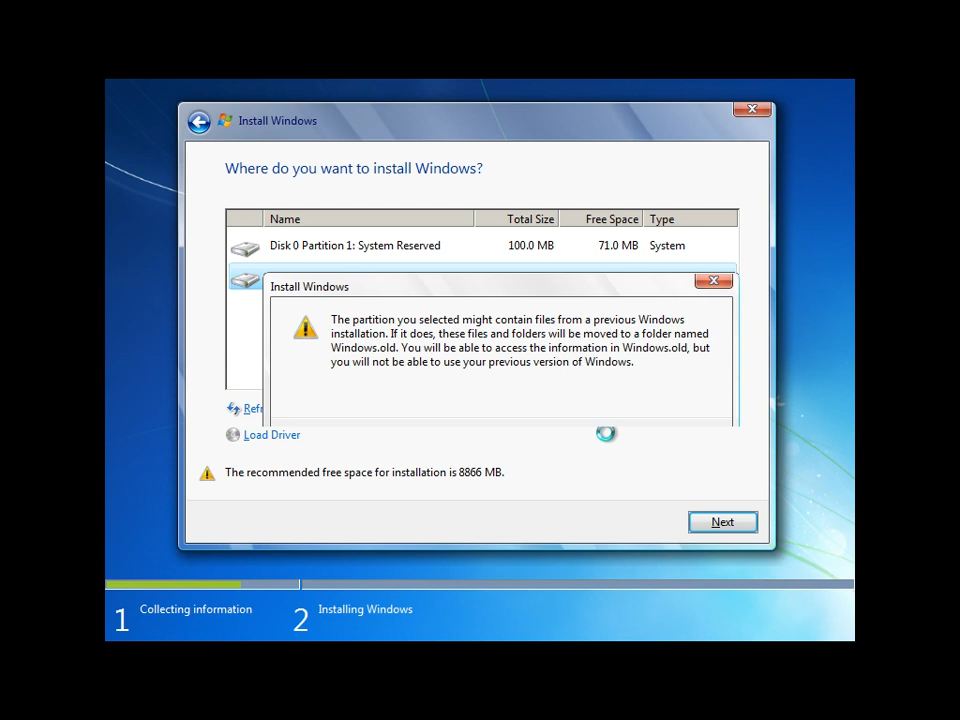 Install Windows
Where do you want to install Windows?
Name Total Size Free Space Type
Disk 0 Partition 1: System Reserved 100.0 MB 71.0 MB System
Install Windows
The partition you selected might contain files from a previous Windows
installation. If it does, these files and folders will be moved to a folder named
Windows.old. You will be able to access the information in Windows.old, but
you will not be able to use your previous version of Windows.
Refr
Load Driver
The recommended free space for installation is 8866 MB.
Next
1 Collecting information 2 Installing Windows